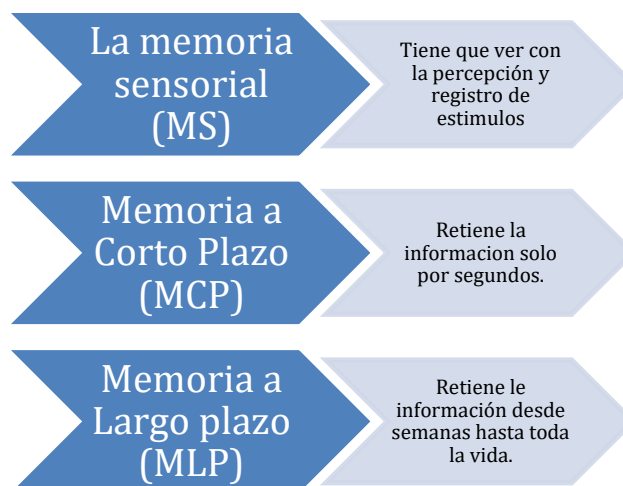 La memoria
sensorial
(MS)
Tiene que ver con
la percepción y
registro de
estimulos
Memoria a
Corto Plazo
(MCP)
Retiene la
informacion solo
por segundos.
Memoria a
Largo plazo
(MLP)
Retiene le
información desde
semanas hasta toda
la vida.